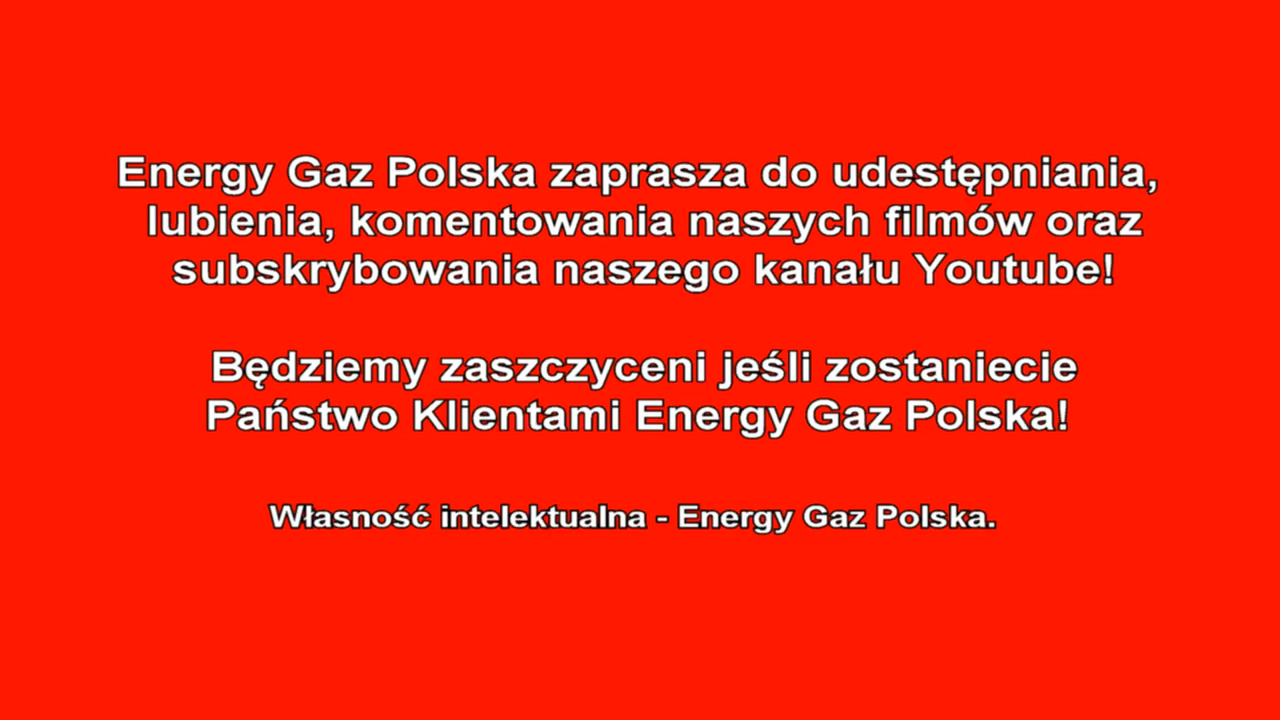 Energy Gaz Polska zaprasza do udestępniania,
lubienia, komentowania naszych filmów oraz
subskrybowania naszego kanału Youtube!
Będziemy zaszczyceni jeśli zostaniecie
Państwo Klientami Energy Gaz Polska!
Własność intelektualna - Energy Gaz Polska.